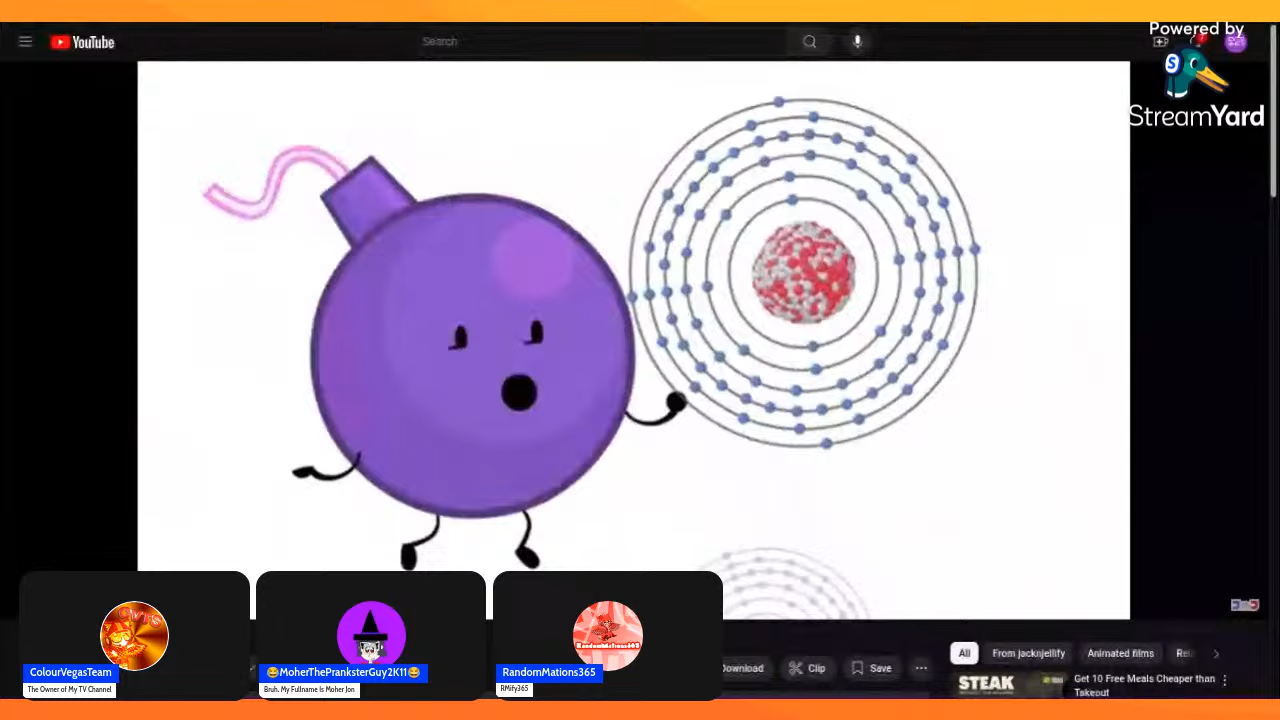 YouTube
Search
Powered by
StreamYard
ColourVegasTeam
The Owner of My TV Channel
😂MoherThePranksterGuy2K11😂
Bruh. My Fullname Is Moher Jon
RandomMations365
RMify365
RandomMations365
Download
Clip
Save
All
From jacknjellify
Animated films
STEAK
Get 10 Free Meals Cheaper than
Takeout